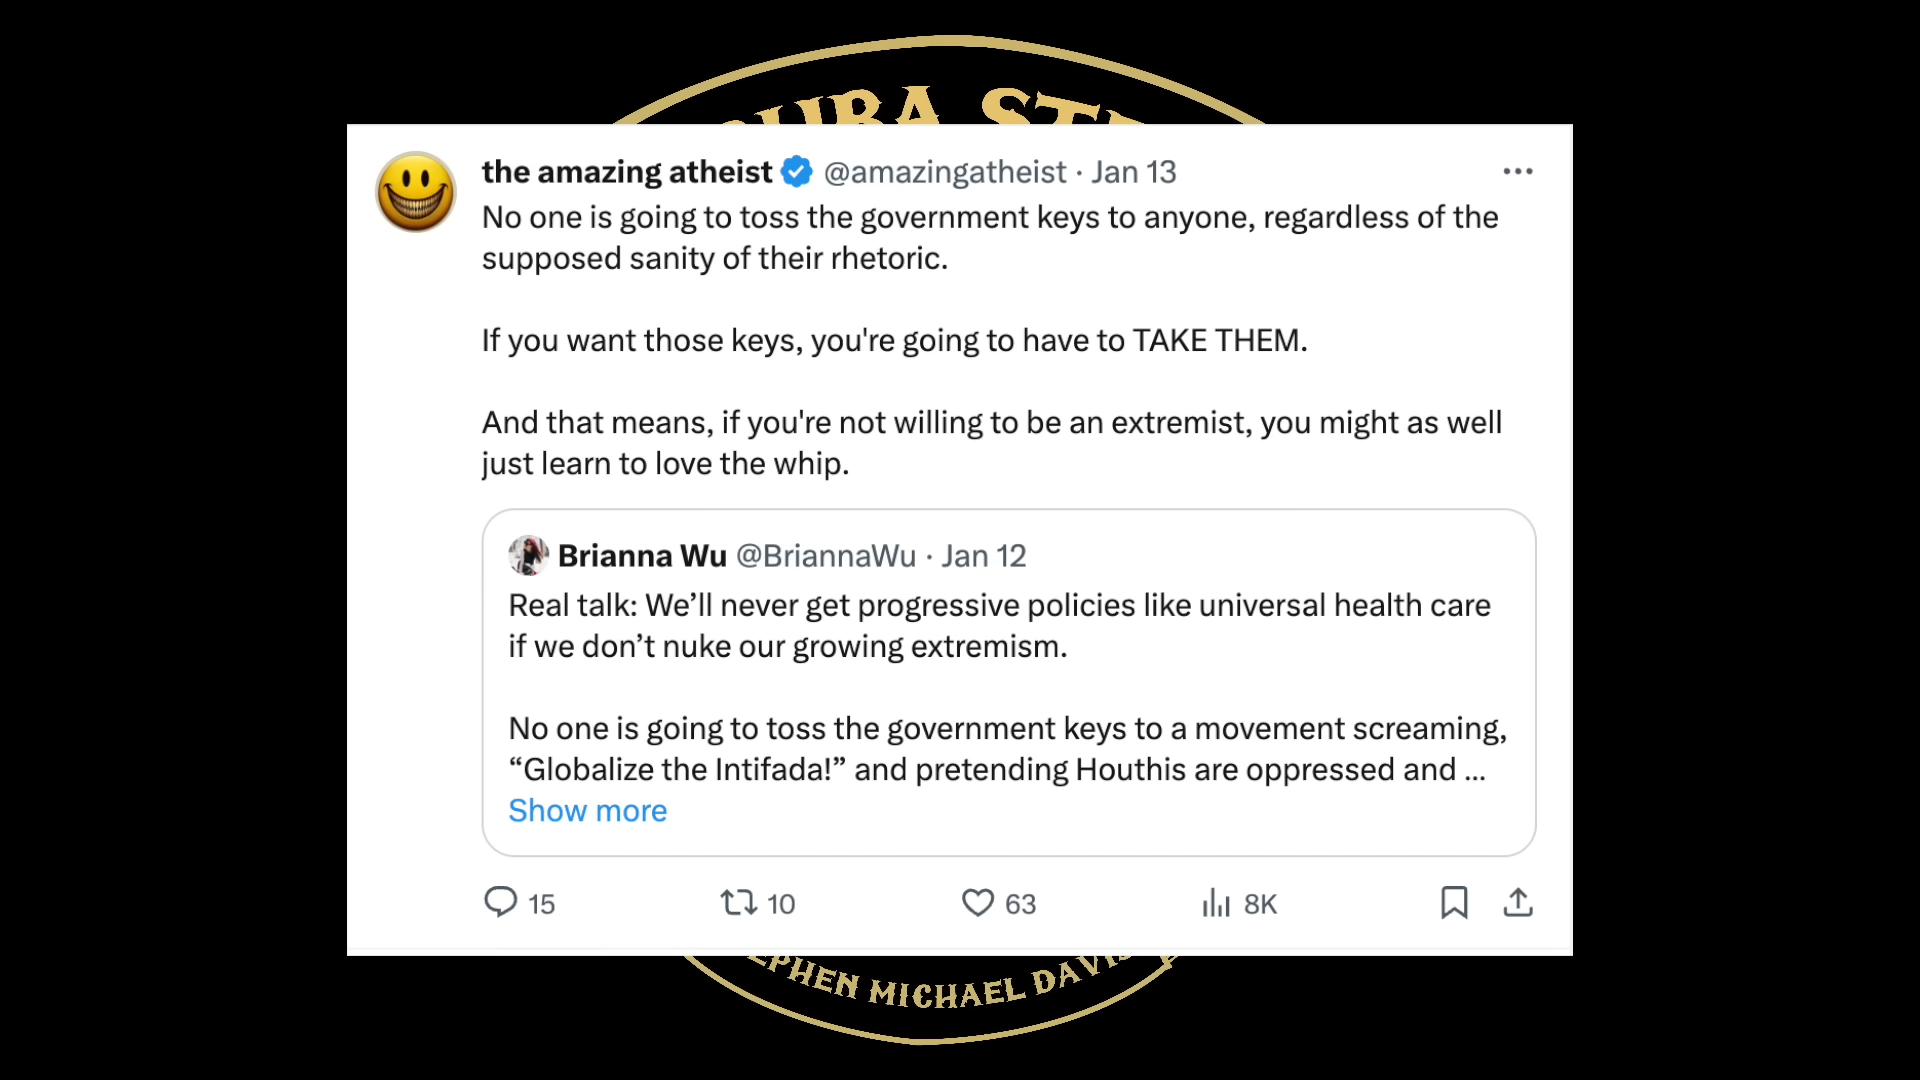 the amazing atheist @amazingatheist · Jan 13
No one is going to toss the government keys to anyone, regardless of the
supposed sanity of their rhetoric.
If you want those keys, you're going to have to TAKE THEM.
And that means, if you're not willing to be an extremist, you might as well
just learn to love the whip.
Brianna Wu @BriannaWu · Jan 12
Real talk: We’ll never get progressive policies like universal health care
if we don’t nuke our growing extremism.
No one is going to toss the government keys to a movement screaming,
“Globalize the Intifada!” and pretending Houthis are oppressed and ...
Show more
15 10 63 8K
MICHAEL